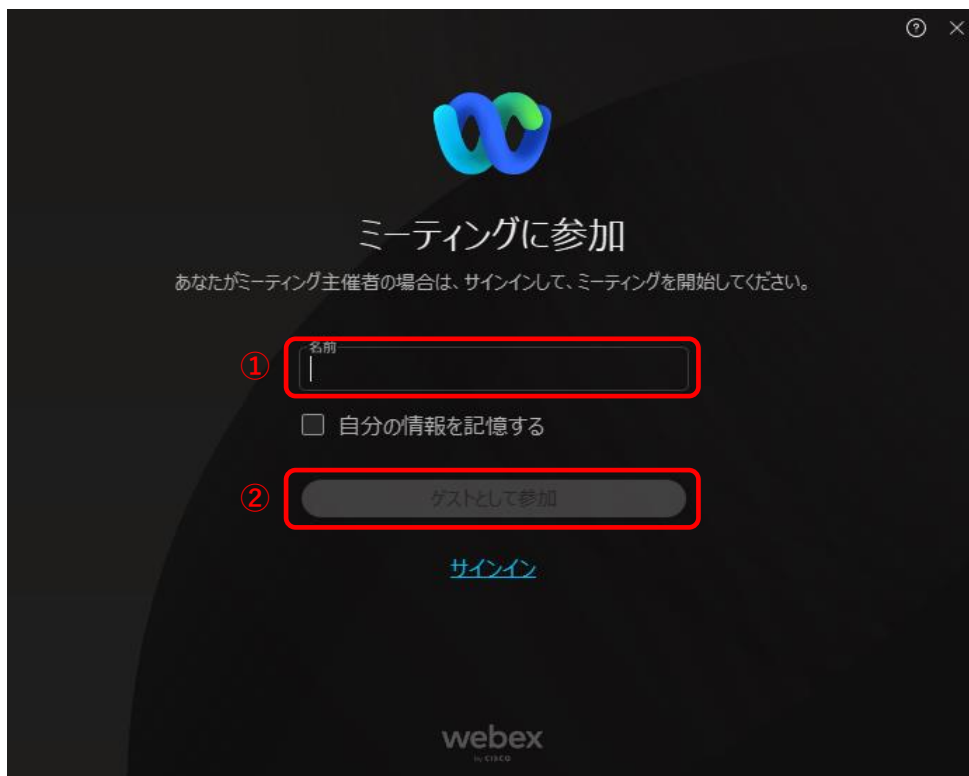 ミーティングに参加
あなたがミーティング主催者の場合は、サインインして、ミーティングを開始してください。
名前
①
自分の情報を記憶する
② ゲストとして参加
サインイン
webex
by CISCO